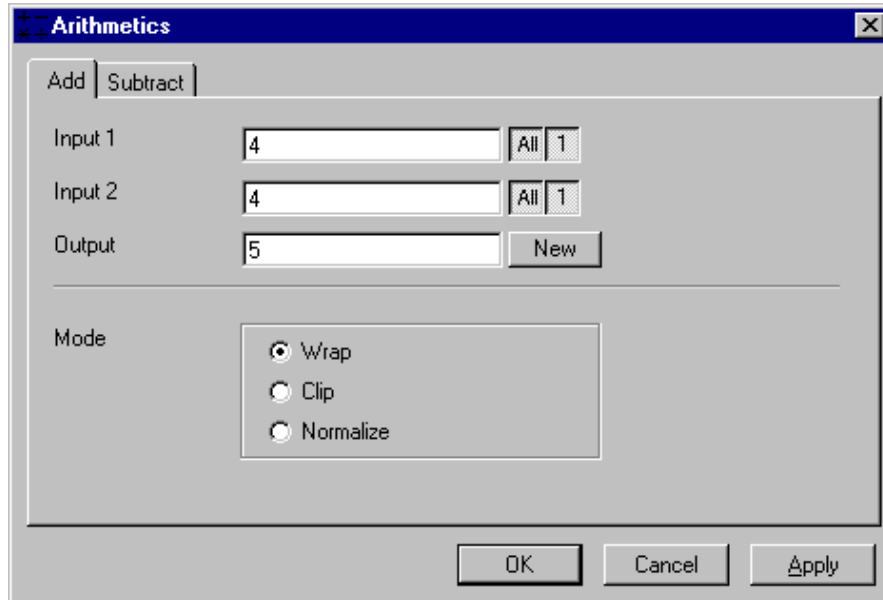 Arithmetics
Add Subtract
Input 1 4 All 1
Input 2 4 All 1
Output 5 New
Mode
Wrap
Clip
Normalize
OK Cancel Apply